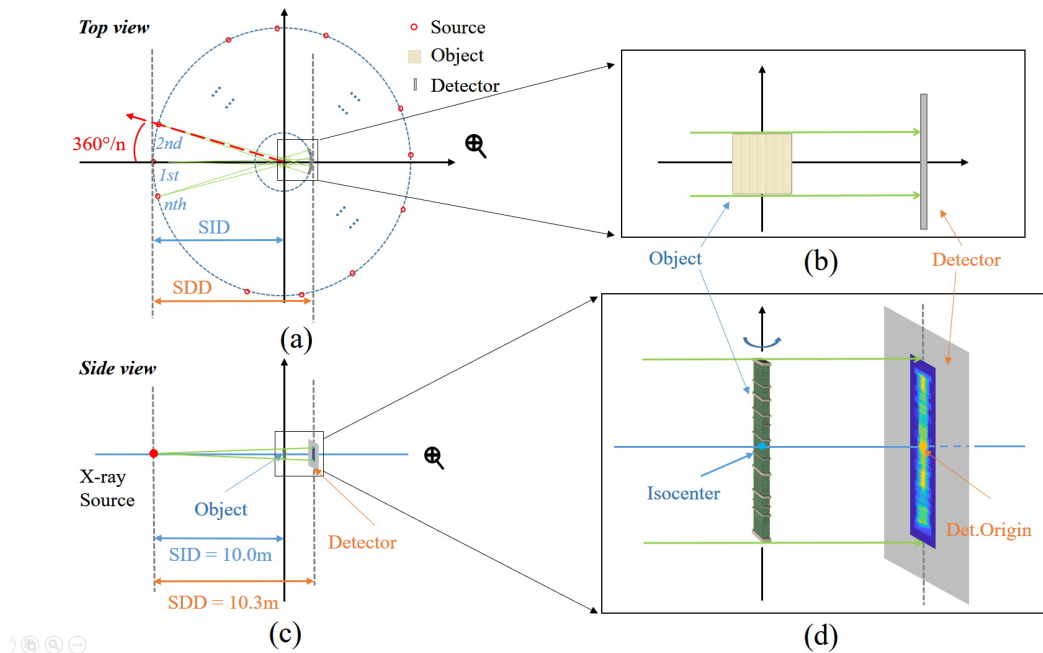 Top view
Source
Object
Detector
360°/n
2nd
1st
nth
SID
SDD
(a)
(b)
Object
Detector
Side view
X-ray
Source
Object
Detector
SID = 10.0m
SDD = 10.3m
(c)
Isocenter
Det.Origin
(d)